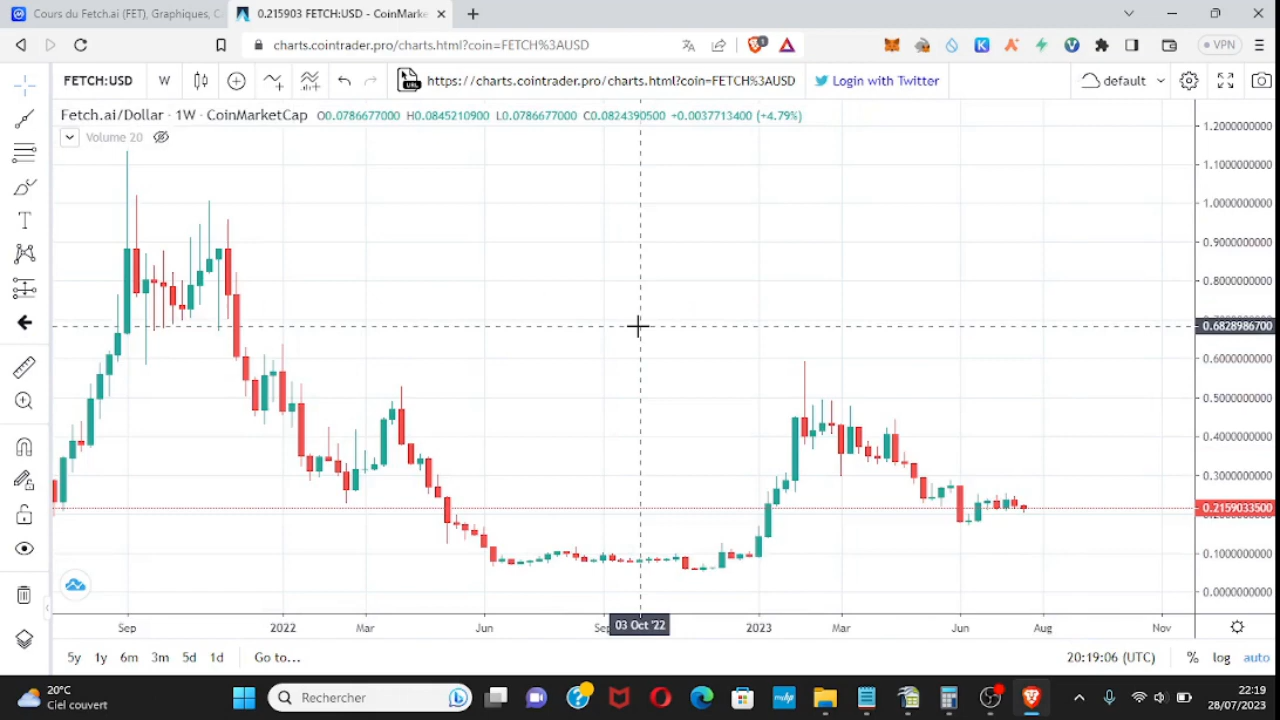 Cours du Fetch.ai (FET), Graphiques, C
0.215903 FETCH:USD - CoinMarke
charts.cointrader.pro/charts.html?coin=FETCH%3AUSD
VPN
FETCH:USD W https://charts.cointrader.pro/charts.html?coin=FETCH%3AUSD Login with Twitter Default
Fetch.ai/Dollar · 1W · CoinMarketCap O0.0786677000 H0.0845210900 L0.0786677000 C0.0824390500 +0.0037713400 (+4.79%)
Volume 20
1.2000000000
1.1000000000
1.0000000000
0.9000000000
0.8000000000
0.6828986700
0.6000000000
0.5000000000
0.4000000000
0.3000000000
0.2159033500
0.1000000000
0.0000000000
Sep 2022 Mar Jun 03 Oct '22 2023 Mar Jun Aug Nov
5y 1y 6m 3m 5d 1d Go to... 20:19:06 (UTC) % log auto
20°C
Ciel couvert
Rechercher
22:19
28/07/2023